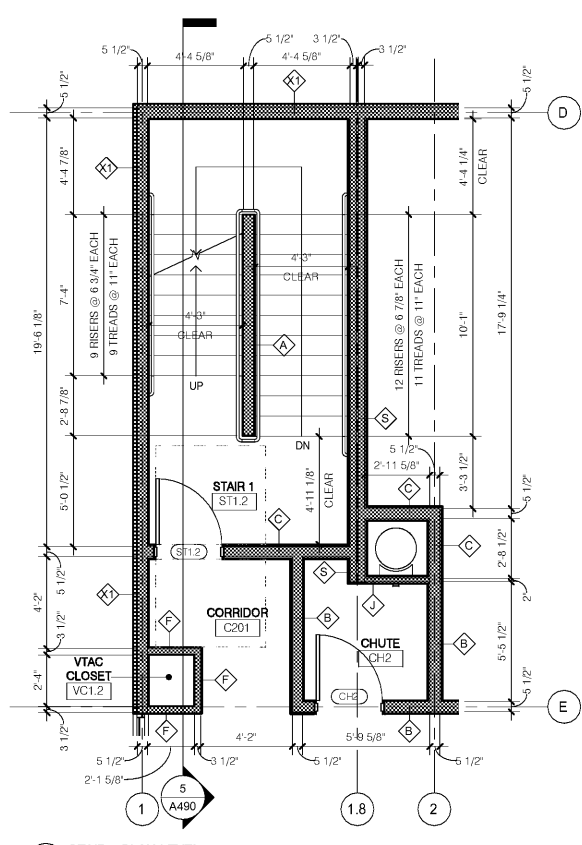 5 1/2"
4'-4 5/8"
5 1/2"
3 1/2"
4'-4 5/8"
3 1/2"
X1
5 1/2"
5 1/2"
D
4'-4 7/8"
X1
4'-4 1/4"
CLEAR
19'-6 1/8"
7'-4"
9 RISERS @ 6 3/4" EACH
9 TREADS @ 11" EACH
4'-3"
CLEAR
4'-3"
CLEAR
12 RISERS @ 6 7/8" EACH
11 TREADS @ 11" EACH
10'-1"
17'-9 1/4"
A
UP
2'-8 7/8"
S
DN
5 1/2"
2'-11 5/8"
3'-3 1/2"
5'-0 1/2"
4'-11 1/8"
CLEAR
STAIR 1
ST1.2
C
C
5 1/2"
ST1.2
C
2'-8 1/2"
5 1/2"
4'-2"
X1
S
J
2"
3 1/2"
F
CORRIDOR
C201
B
CHUTE
CH2
B
5'-5 1/2"
VTAC
CLOSET
VC1.2
2'-4"
F
CH2
5 1/2"
E
3 1/2"
F
B
4'-2"
5'-9 5/8"
5 1/2"
3 1/2"
5 1/2"
5 1/2"
2'-1 5/8"
5
A490
1
1.8
2